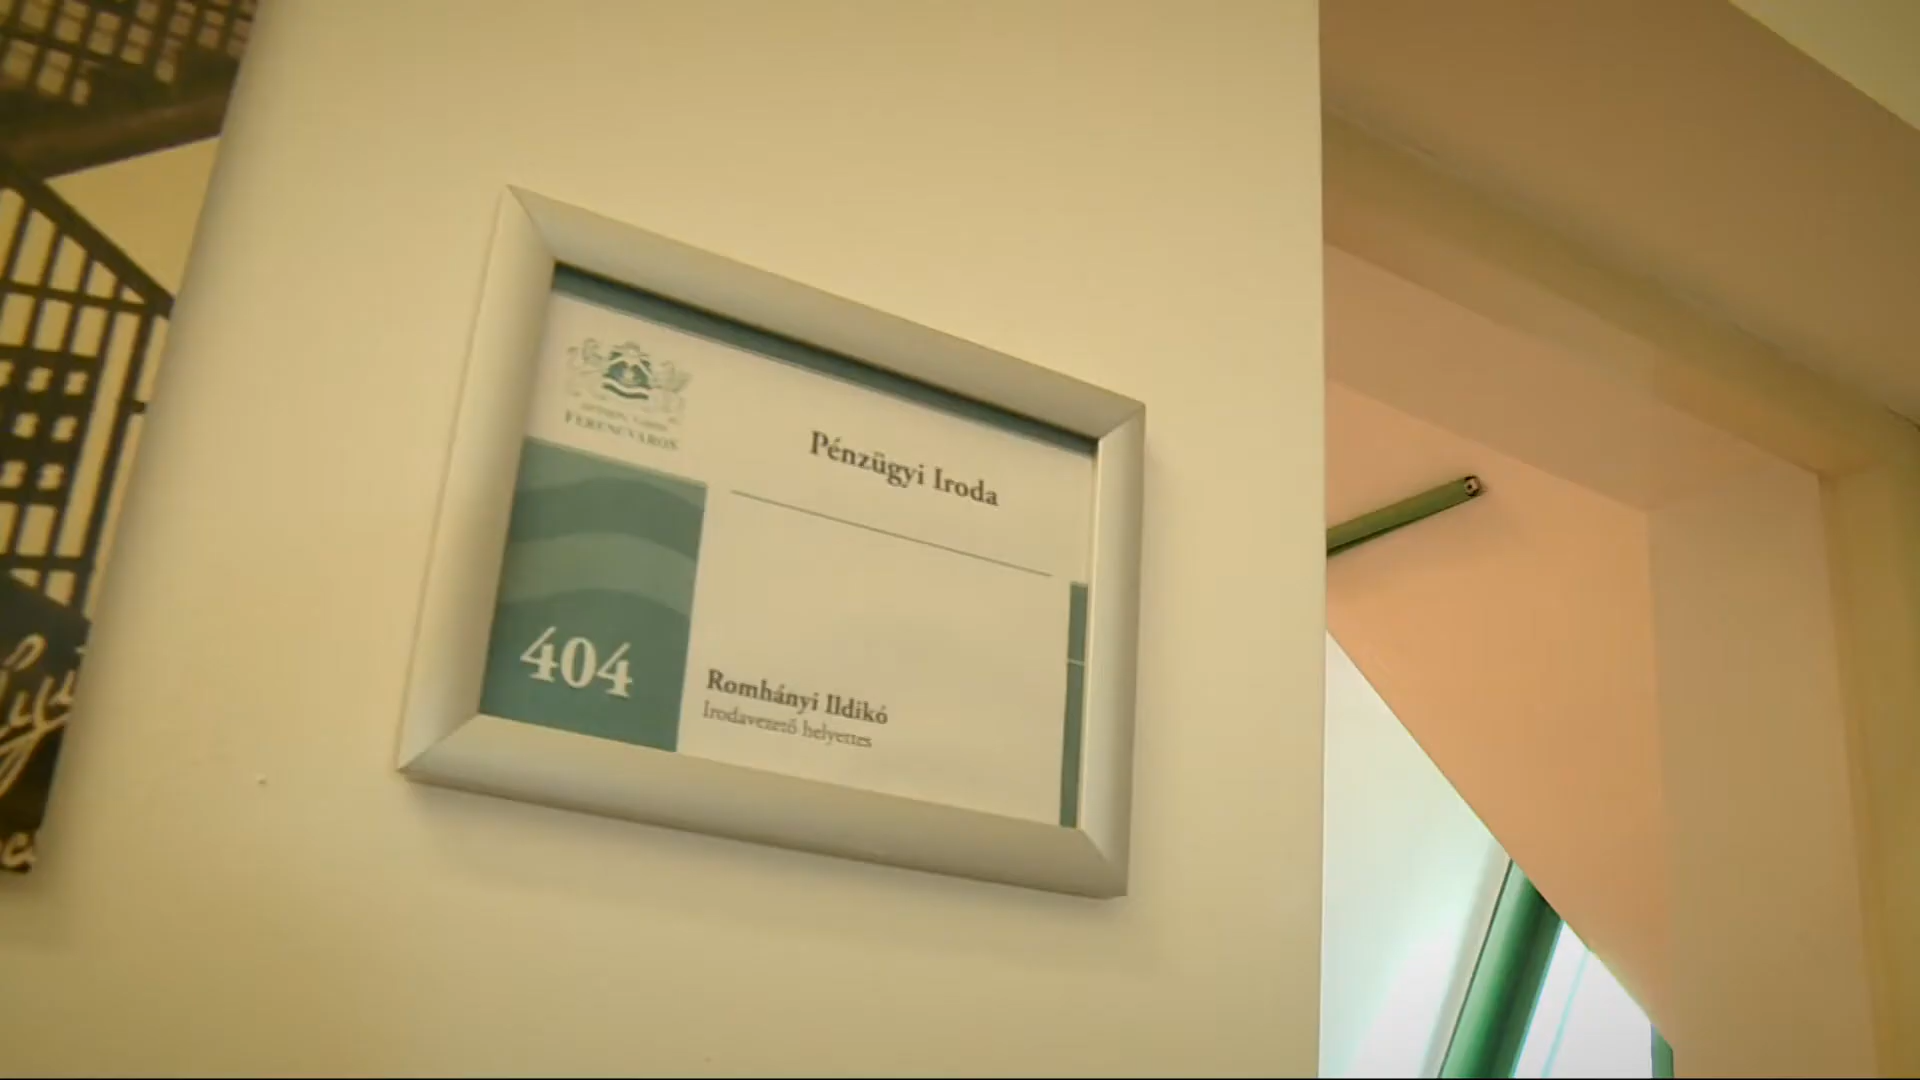 FERENCVÁROS
Pénzügyi Iroda
404
Romhányi Ildikó
Irodavezető helyettes